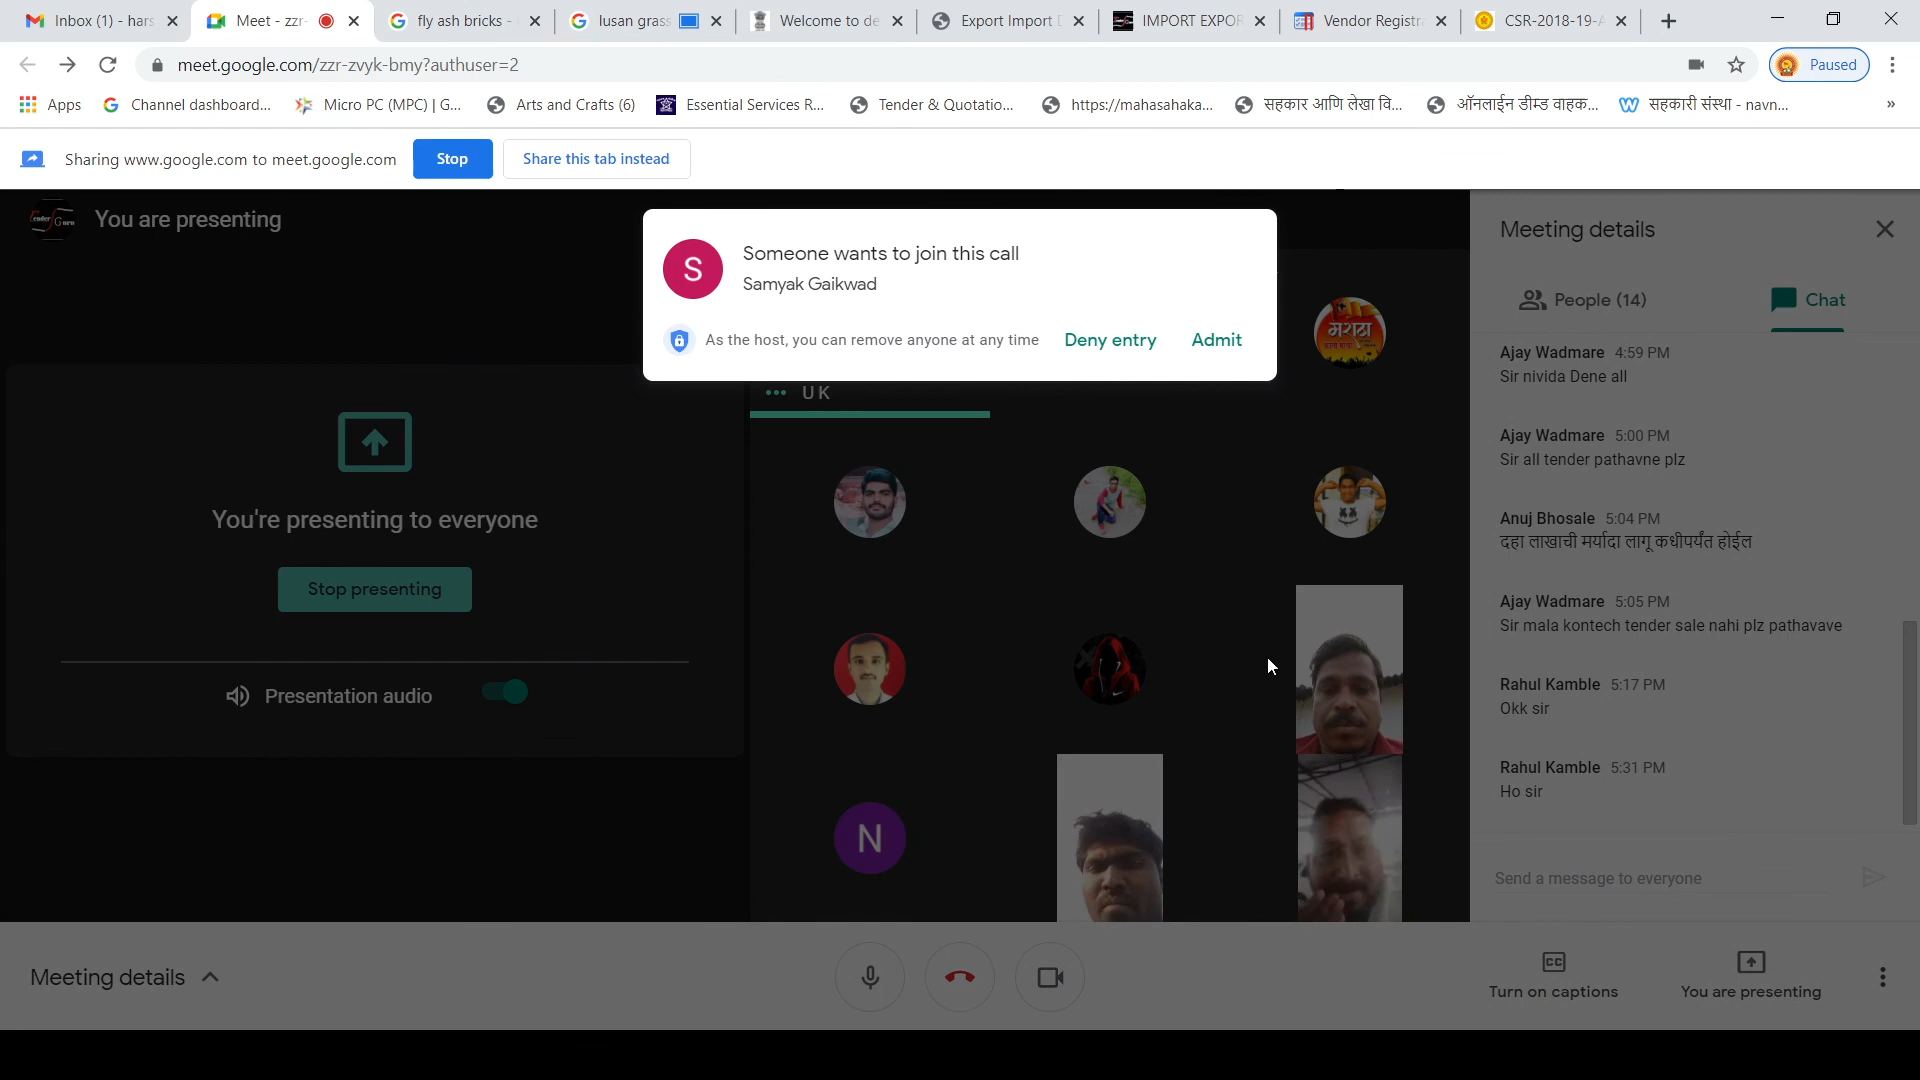 Inbox (1) - hars
Meet - zzr-
fly ash bricks -
lusan grass
Welcome to de
Export Import D
IMPORT EXPOR
Vendor Registra
CSR-2018-19-A
meet.google.com/zzr-zvyk-bmy?authuser=2
Paused
Apps
Channel dashboard...
Micro PC (MPC) | G...
Arts and Crafts (6)
Essential Services R...
Tender & Quotatio...
https://mahasahaka...
सहकार आणि लेखा वि...
ऑनलाईन डीम्ड वाहक...
सहकारी संस्था - navn...
»
Sharing www.google.com to meet.google.com
Stop
Share this tab instead
You are presenting
S
Someone wants to join this call
Samyak Gaikwad
As the host, you can remove anyone at any time
Deny entry
Admit
मराठा
UK
You're presenting to everyone
Stop presenting
Presentation audio
N
Meeting details
People (14)
Chat
Ajay Wadmare 4:59 PM
Sir nivida Dene all
Ajay Wadmare 5:00 PM
Sir all tender pathavne plz
Anuj Bhosale 5:04 PM
दहा लाखाची मर्यादा लागू कधीपर्यंत होईल
Ajay Wadmare 5:05 PM
Sir mala kontech tender sale nahi plz pathavave
Rahul Kamble 5:17 PM
Okk sir
Rahul Kamble 5:31 PM
Ho sir
Send a message to everyone
Meeting details
CC
Turn on captions
You are presenting